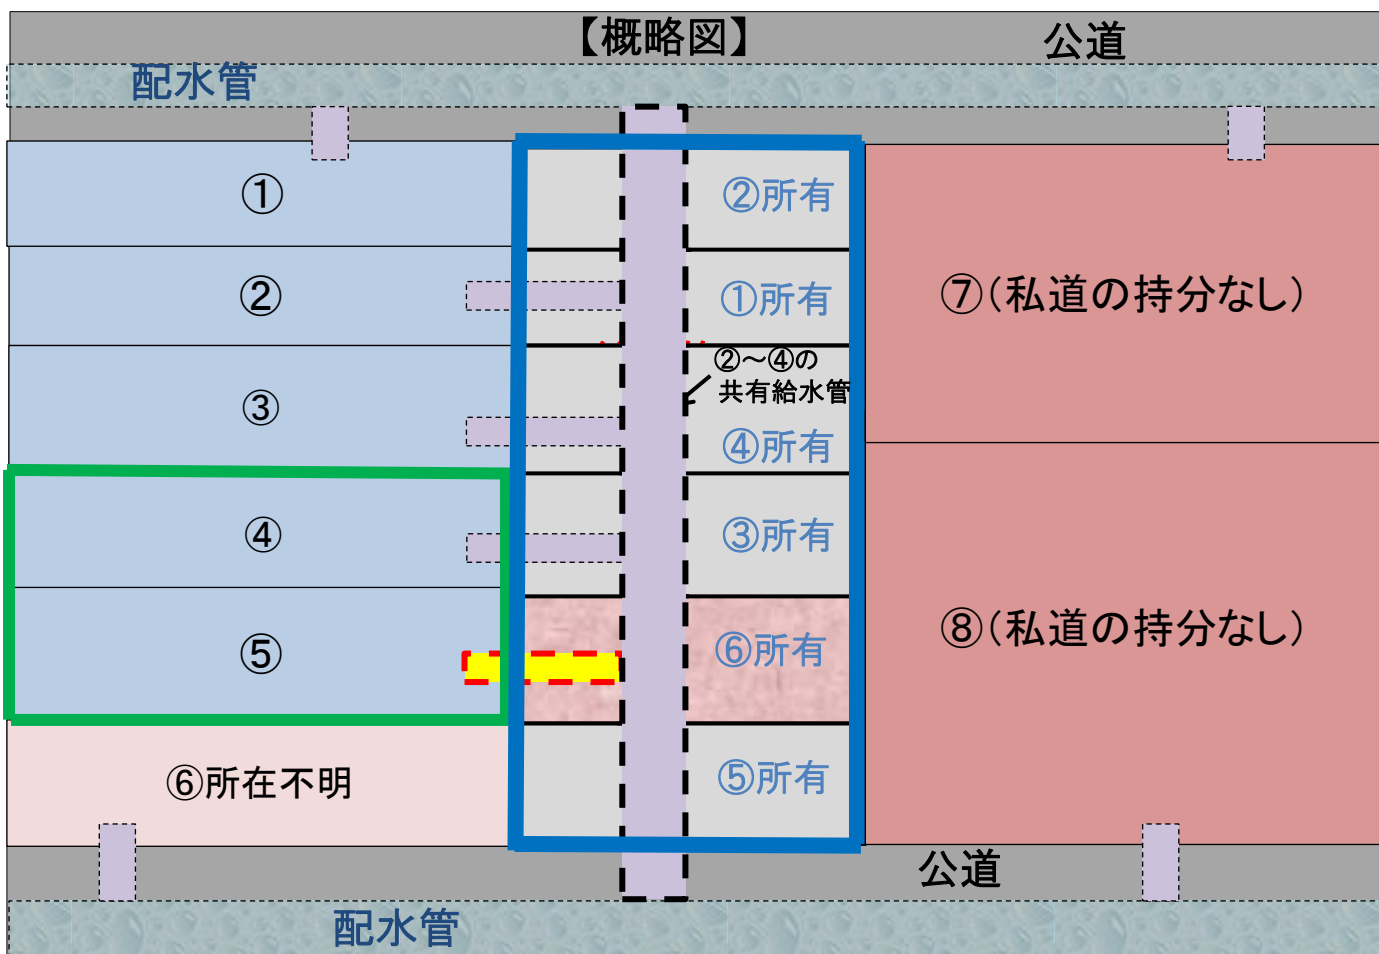 【概略図】
公道
配水管
①
②所有
②
①所有
⑦(私道の持分なし)
②～④の
共有給水管
③
④所有
④
③所有
⑤
⑥所有
⑧(私道の持分なし)
⑥所在不明
⑤所有
公道
配水管